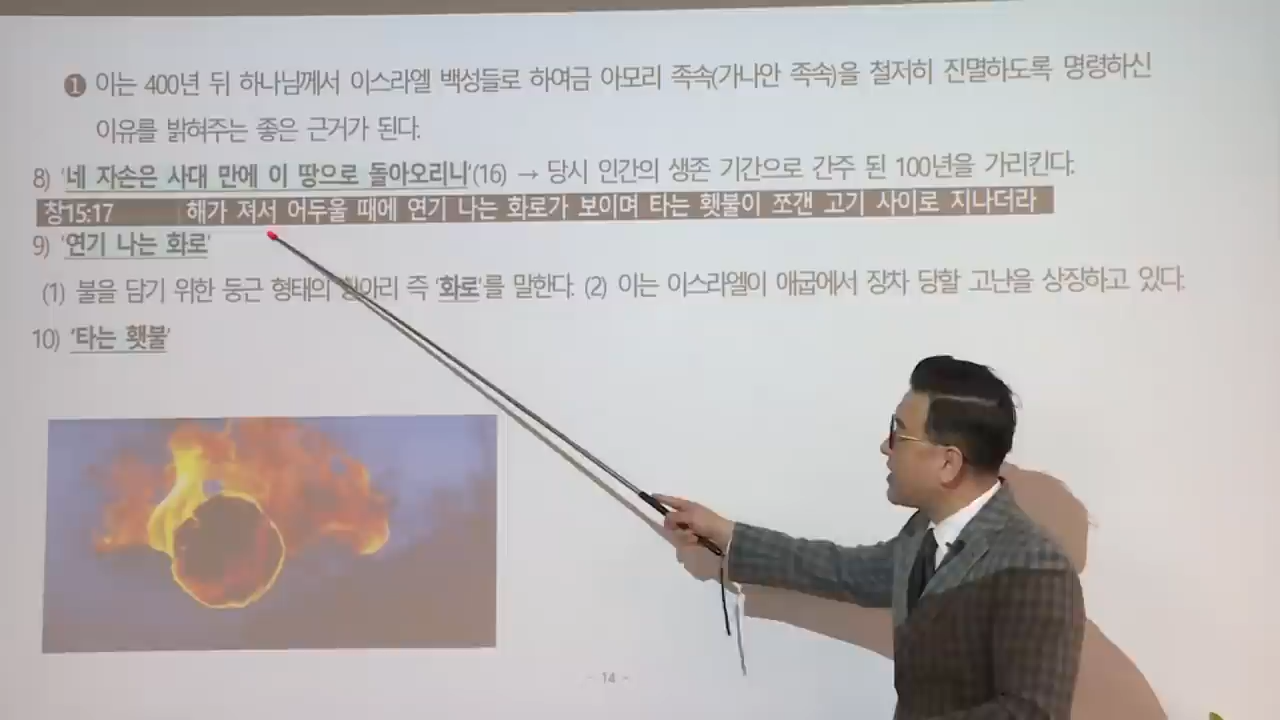 ❶ 이는 400년 뒤 하나님께서 이스라엘 백성들로 하여금 아모리 족속(가나안 족속)을 철저히 진멸하도록 명령하신
이유를 밝혀주는 좋은 근거가 된다.
8) '네 자손은 사대 만에 이 땅으로 돌아오리니'(16) → 당시 인간의 생존 기간으로 간주 된 100년을 가리킨다.
창15:17 해가 져서 어두울 때에 연기 나는 화로가 보이며 타는 횃불이 쪼갠 고기 사이로 지나더라
9) '연기 나는 화로'
(1) 불을 담기 위한 둥근 형태의 항아리 즉 '화로'를 말한다. (2) 이는 이스라엘이 애굽에서 장차 당할 고난을 상징하고 있다.
10) '타는 횃불'
- 14 -